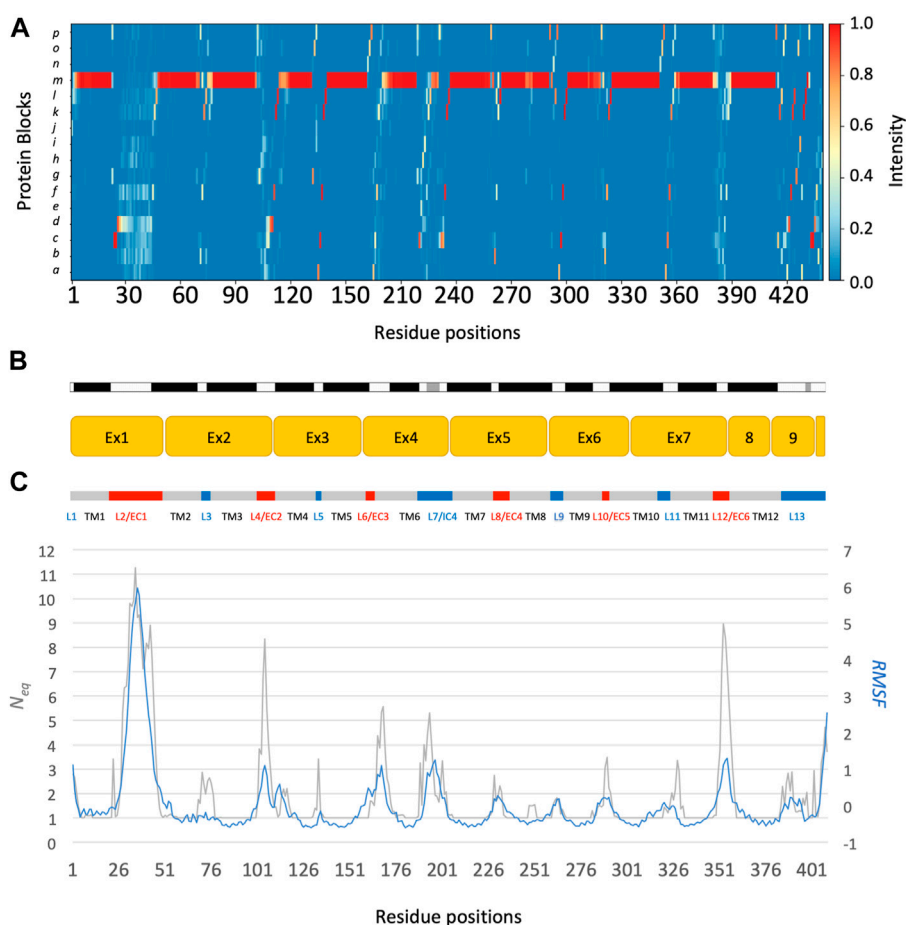 A
Protein Blocks
p
o
n
m
l
k
j
i
h
g
f
e
d
c
b
a
1 30 60 90 120 150 180 210 240 270 300 330 360 390 420
Residue positions
1.0
0.8
0.6
0.4
0.2
0.0
Intensity
B
Ex1 Ex2 Ex3 Ex4 Ex5 Ex6 Ex7 8 9
C
L1 TM1 L2/EC1 TM2 L3 TM3 L4/EC2 TM4 L5 TM5 L6/EC3 TM6 L7/IC4 TM7 L8/EC4 TM8 L9 TM9 L10/EC5 TM10 L11 TM11 L12/EC6 TM12 L13
Neq
12
11
10
9
8
7
6
5
4
3
2
1
0
7
6
5
4
3
2
1
0
-1
RMSF
1 26 51 76 101 126 151 176 201 226 251 276 301 326 351 376 401
Residue positions